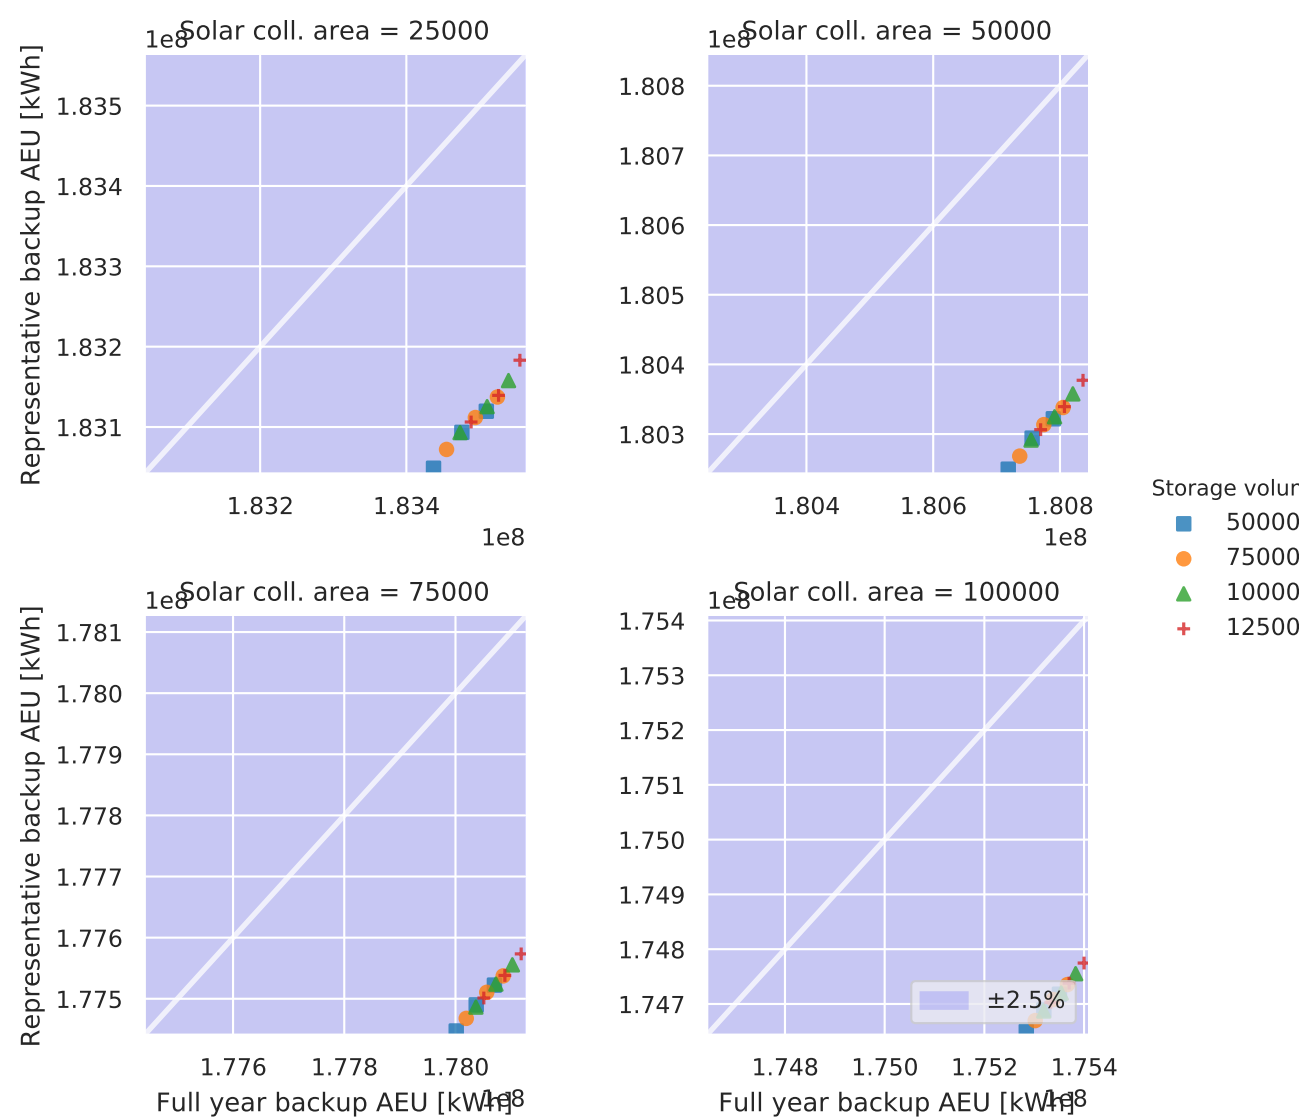 Solar coll. area = 25000
1e8
Representative backup AEU [kWh]
1.835
1.834
1.833
1.832
1.831
1.832 1.834
1e8
Solar coll. area = 50000
1e8
1.808
1.807
1.806
1.805
1.804
1.803
1.804 1.806 1.808
1e8
Storage volur
50000
75000
10000
12500
Solar coll. area = 75000
1e8
Representative backup AEU [kWh]
1.781
1.780
1.779
1.778
1.777
1.776
1.775
1.776 1.778 1.780
Full year backup AEU [kWh]
1e8
Solar coll. area = 100000
1e8
1.754
1.753
1.752
1.751
1.750
1.749
1.748
1.747
±2.5%
1.748 1.750 1.752 1.754
Full year backup AEU [kWh]
1e8